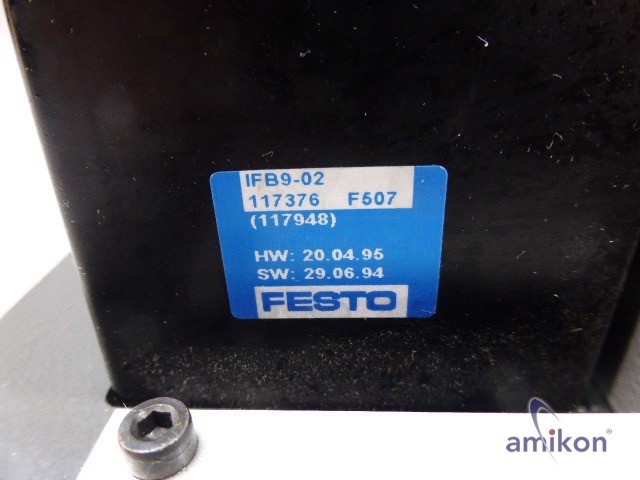 IFB9-02
117376 F507
(117948)
HW: 20.04.95
SW: 29.06.94
FESTO
amikon®